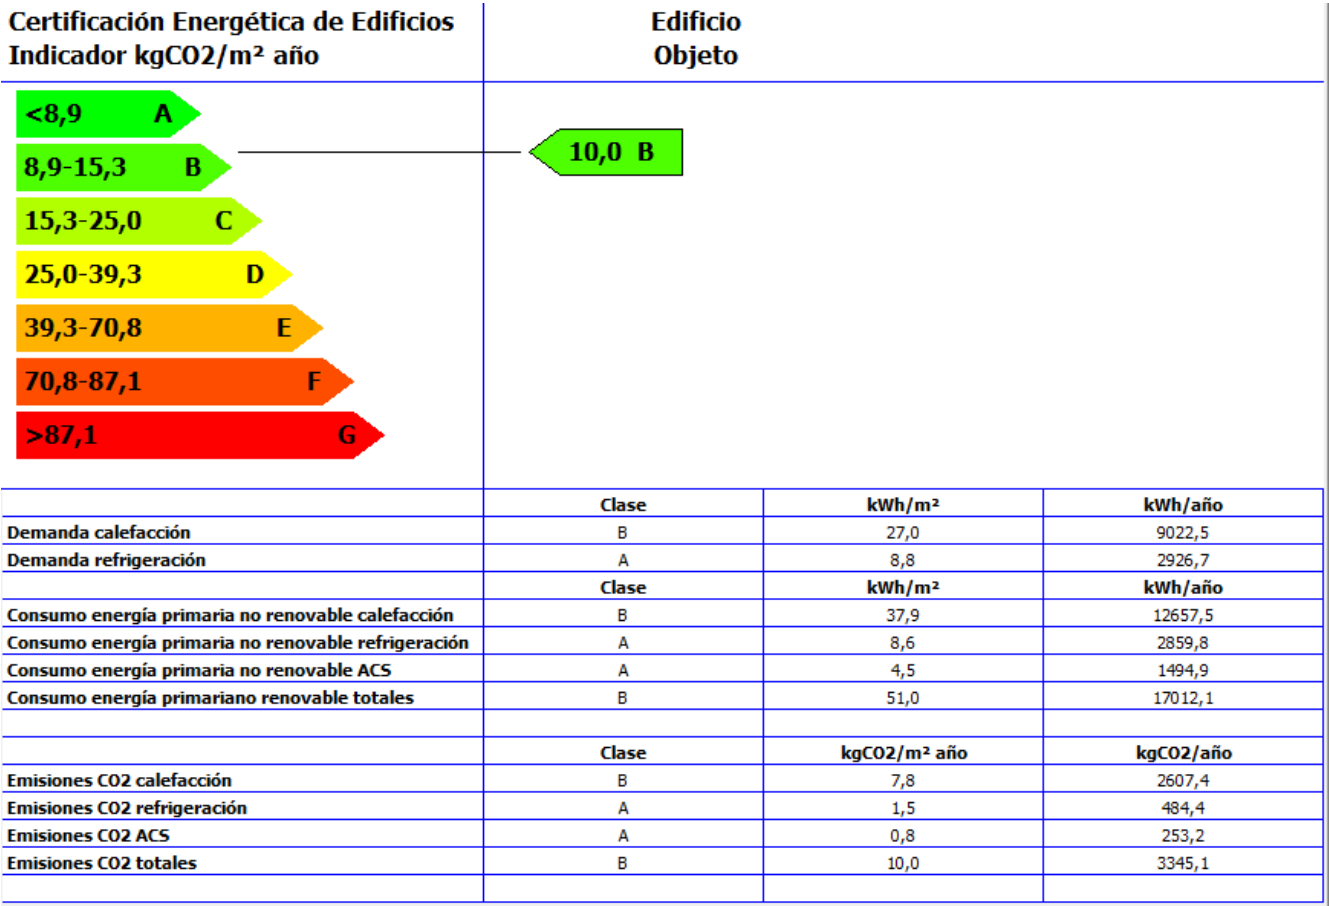 Certificación Energética de Edificios
Indicador kgCO2/m² año
Edificio
Objeto
<8,9 A
8,9-15,3 B
15,3-25,0 C
25,0-39,3 D
39,3-70,8 E
70,8-87,1 F
>87,1 G
10,0 B
Clase kWh/m² kWh/año
Demanda calefacción B 27,0 9022,5
Demanda refrigeración A 8,8 2926,7
Clase kWh/m² kWh/año
Consumo energía primaria no renovable calefacción B 37,9 12657,5
Consumo energía primaria no renovable refrigeración A 8,6 2859,8
Consumo energía primaria no renovable ACS A 4,5 1494,9
Consumo energía primariano renovable totales B 51,0 17012,1
Clase kgCO2/m² año kgCO2/año
Emisiones CO2 calefacción B 7,8 2607,4
Emisiones CO2 refrigeración A 1,5 484,4
Emisiones CO2 ACS A 0,8 253,2
Emisiones CO2 totales B 10,0 3345,1